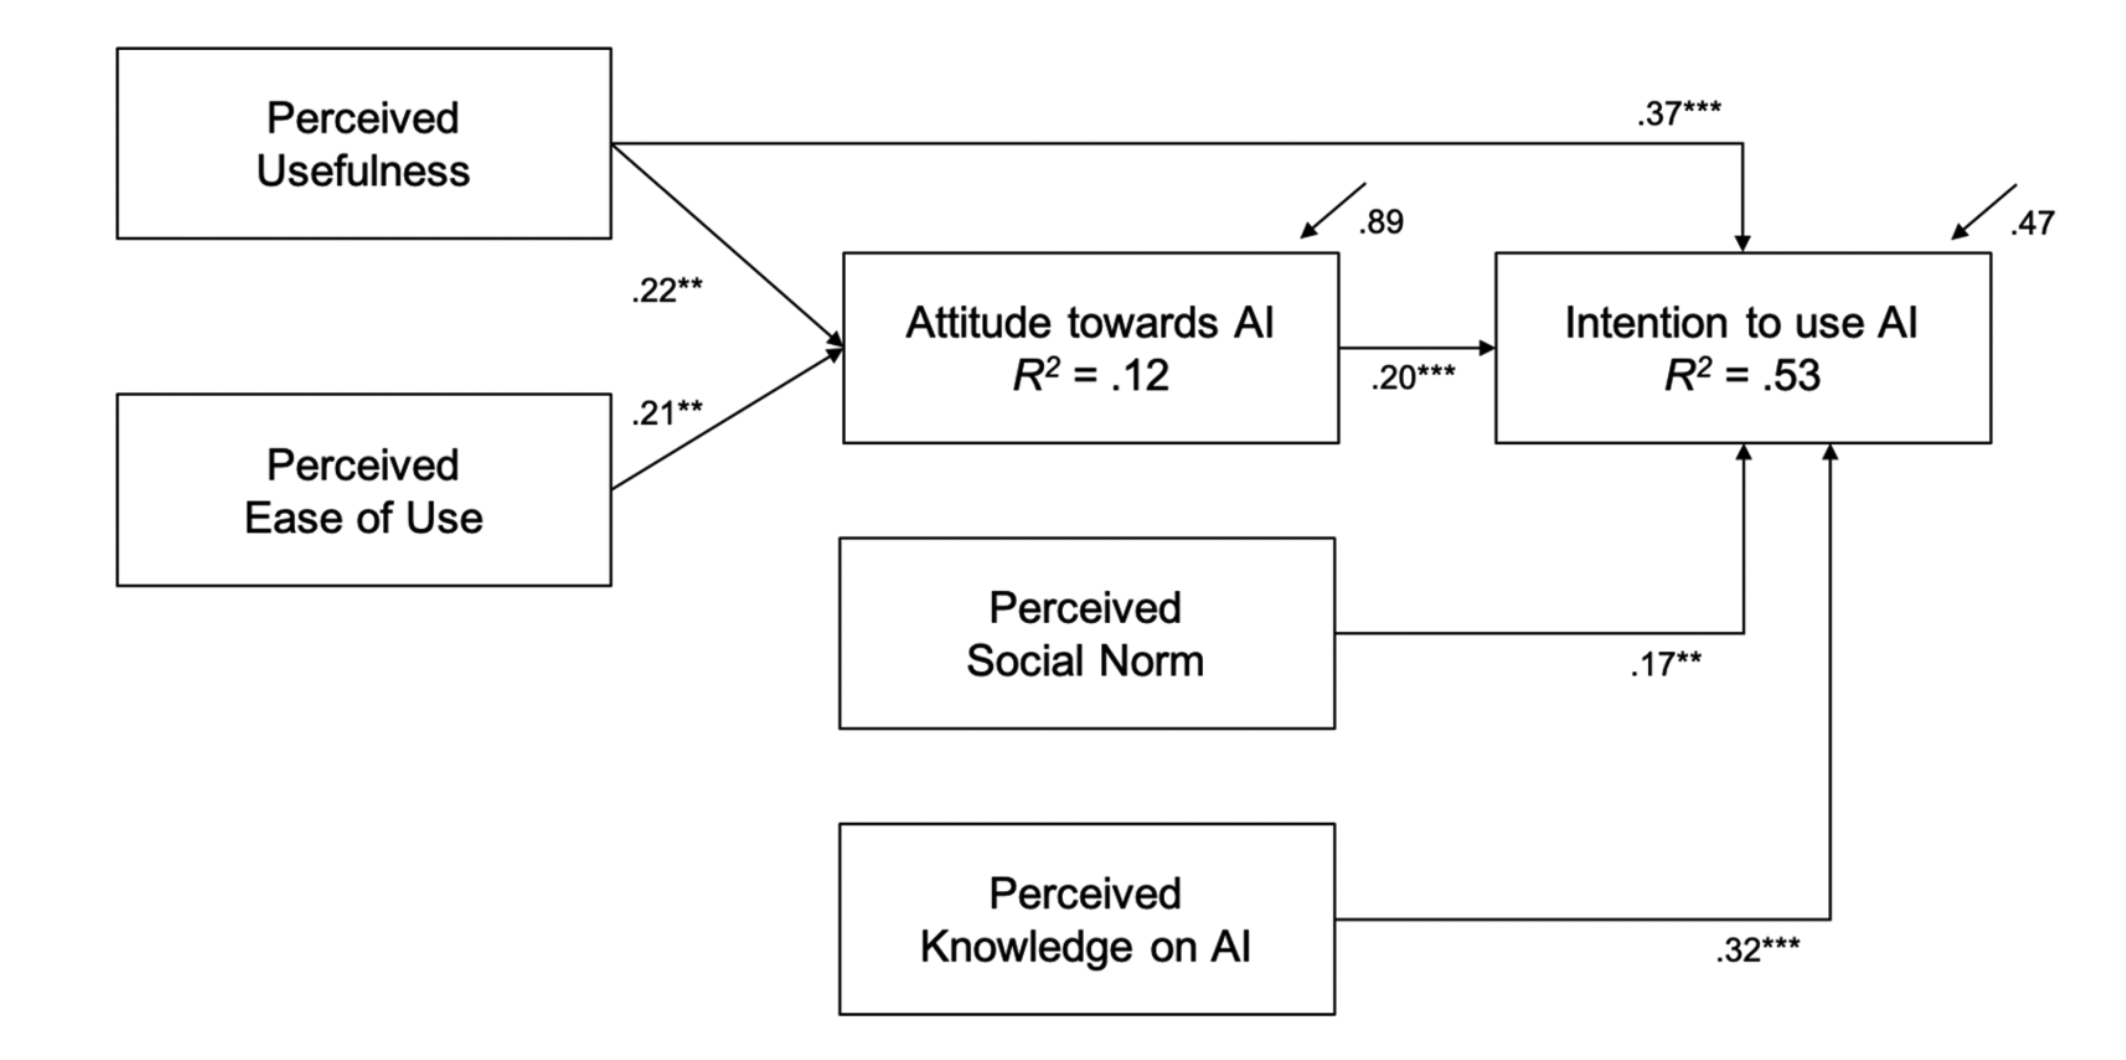 Perceived
Usefulness
.37***
.89
.47
.22**
Attitude towards AI
R² = .12
.20***
Intention to use AI
R² = .53
.21**
Perceived
Ease of Use
Perceived
Social Norm
.17**
Perceived
Knowledge on AI
.32***